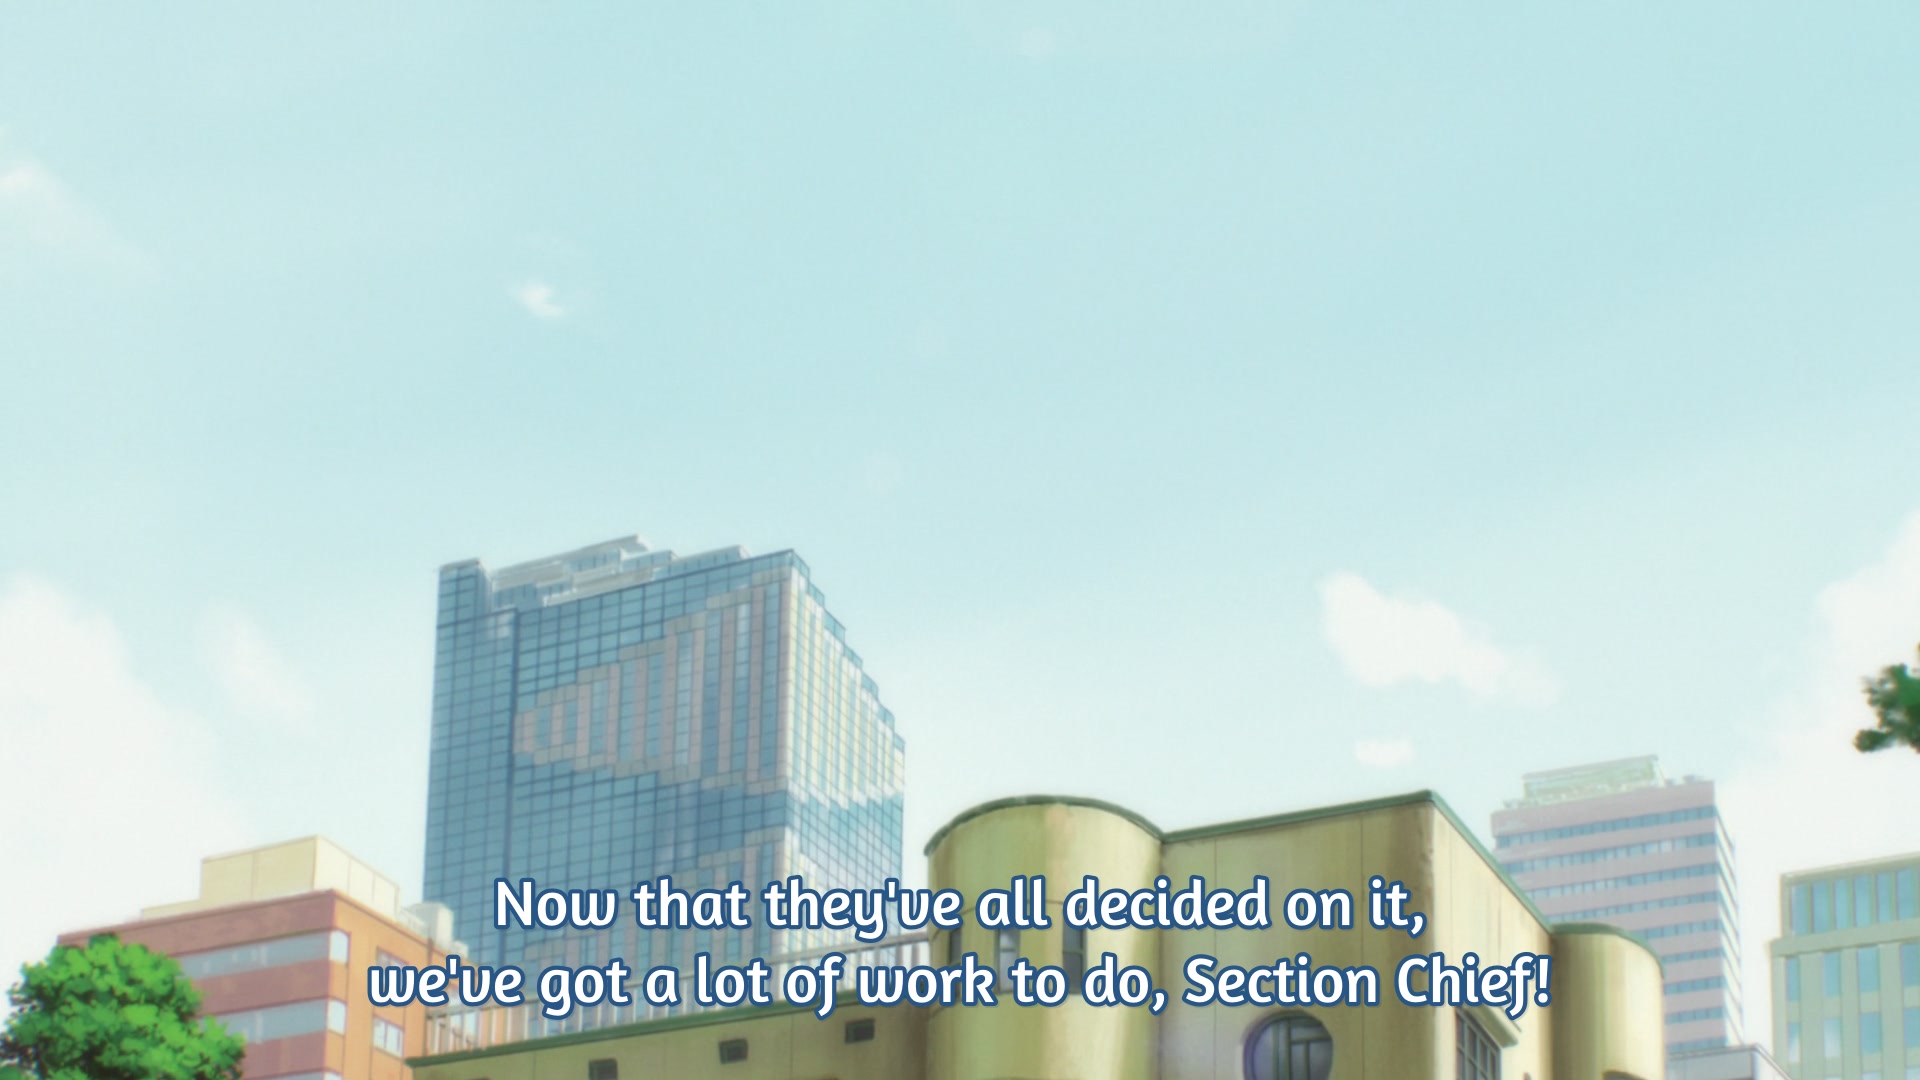 Now that they've all decided on it,
we've got a lot of work to do, Section Chief!